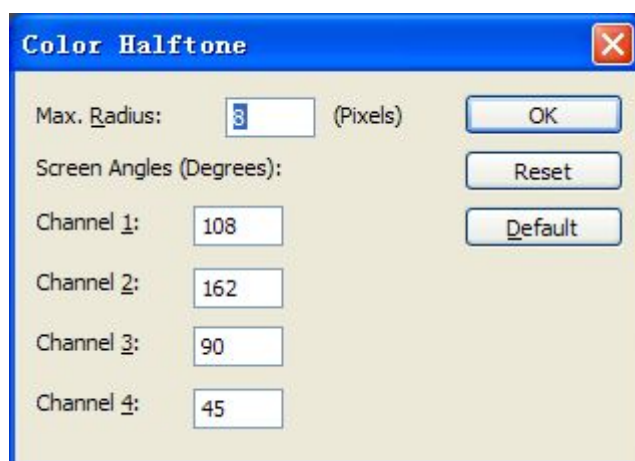 Color Halftone
Max. Radius: 8 (Pixels) OK
Screen Angles (Degrees): Reset
Channel 1: 108 Default
Channel 2: 162
Channel 3: 90
Channel 4: 45